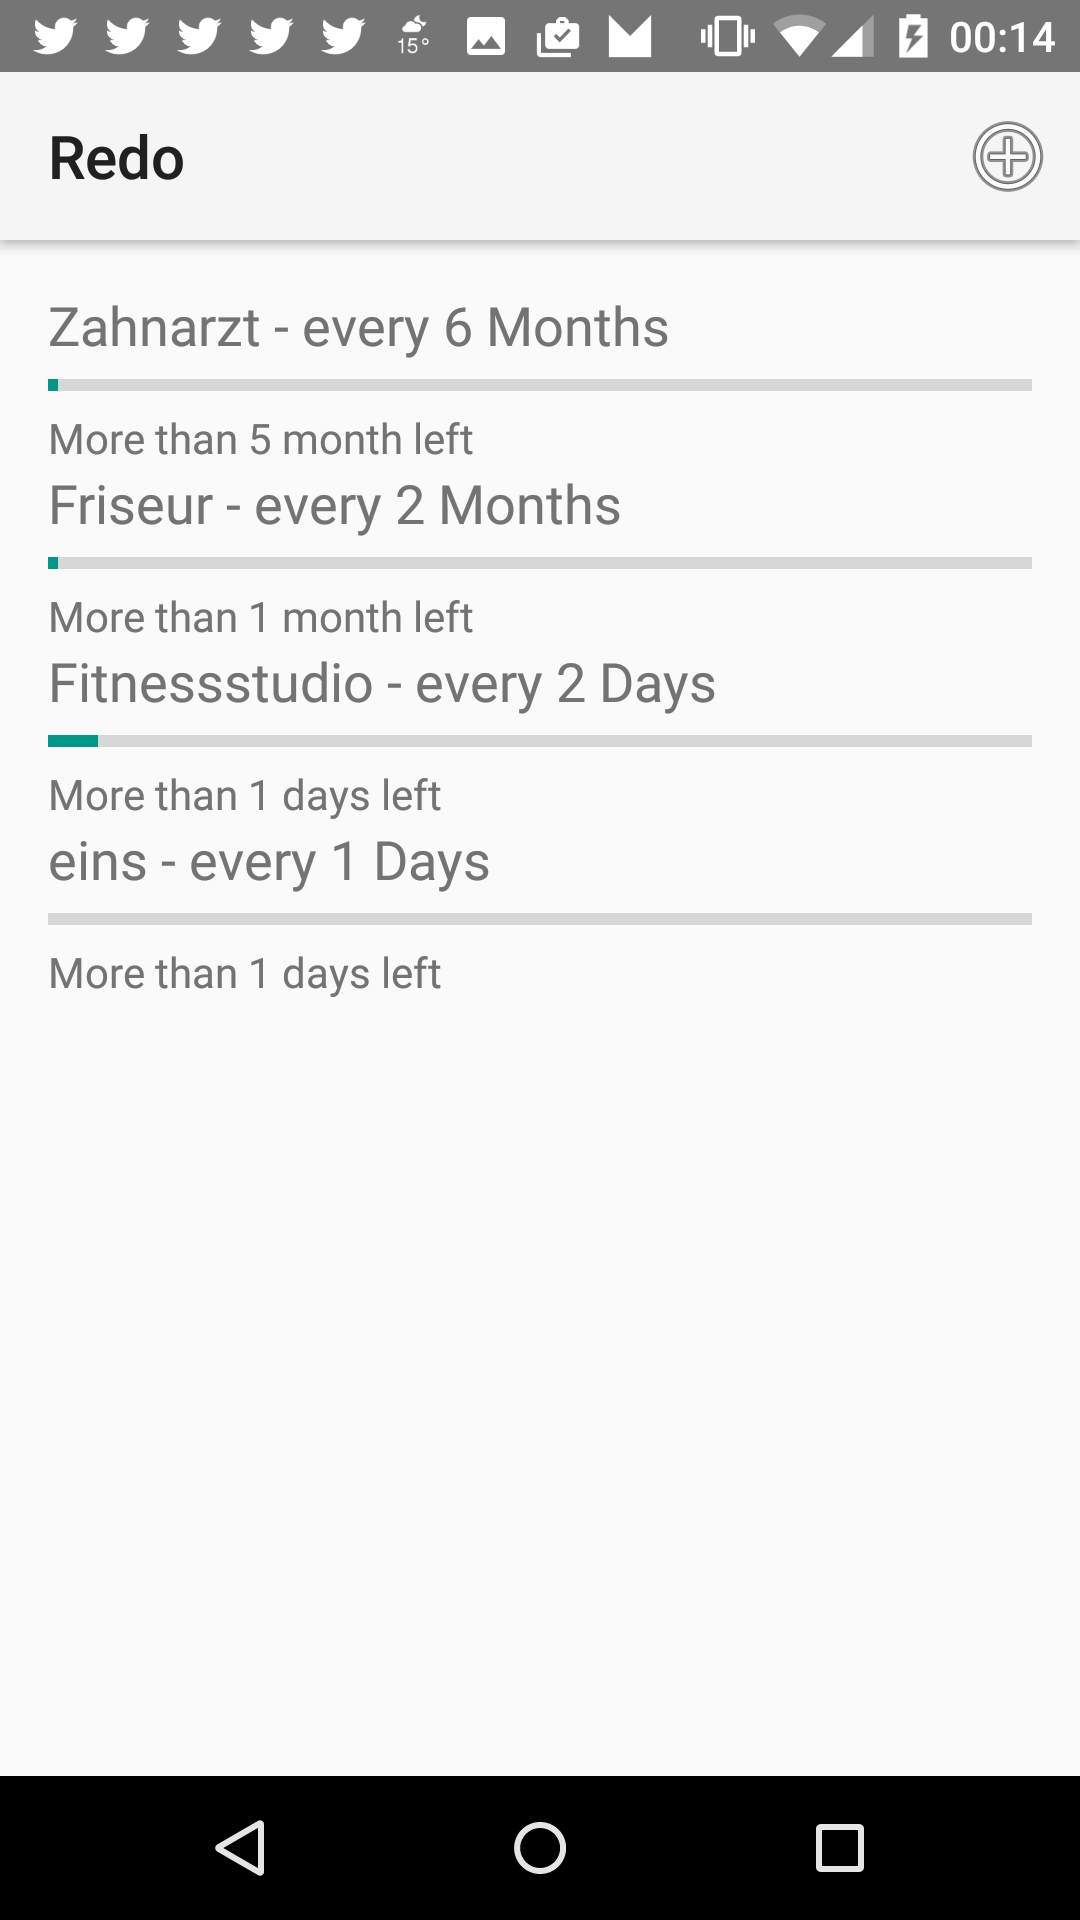 15° 00:14
Redo
Zahnarzt - every 6 Months
More than 5 month left
Friseur - every 2 Months
More than 1 month left
Fitnessstudio - every 2 Days
More than 1 days left
eins - every 1 Days
More than 1 days left